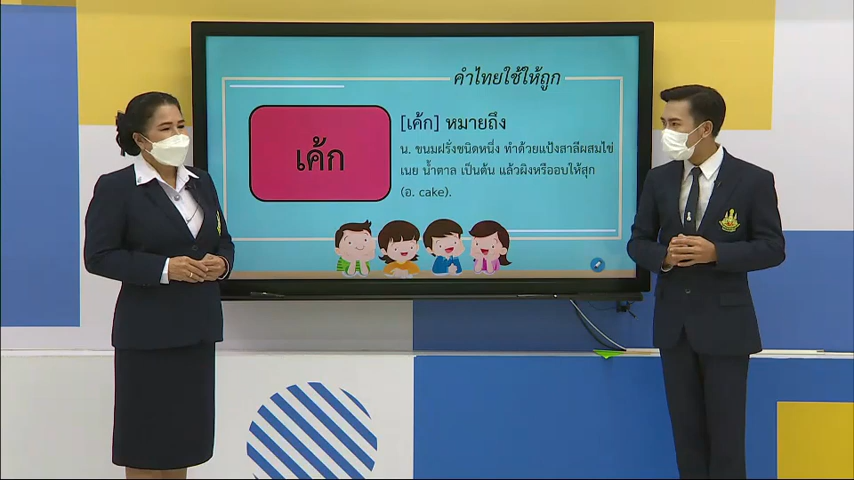 คำไทยใช้ให้ถูก
เค้ก
[เค้ก] หมายถึง
น. ขนมฝรั่งชนิดหนึ่ง ทำด้วยแป้งสาลีผสมไข่
เนย น้ำตาล เป็นต้น แล้วผิงหรืออบให้สุก
(อ. cake).